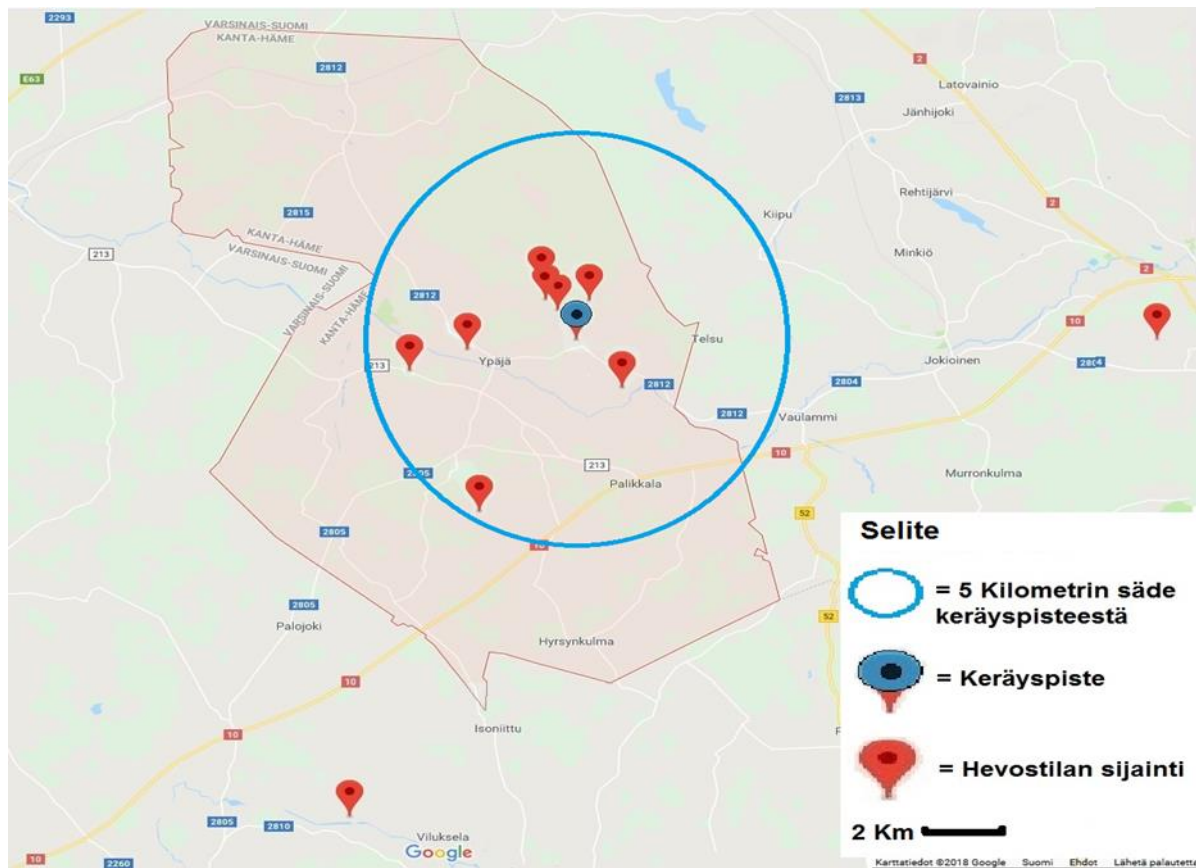 2293
VARSINAIS-SUOMI
KANTA-HÄME
2812
E63
2
Latovainio
2813
Jänhijoki
Rehtijärvi
2
2815
Kiipu
KANTA-HÄME
VARSINAIS-SUOMI
213
Minkiö
VARSINAIS-SUOMI
KANTA-HÄME
2
2812
10
Telsu
213
Ypäjä
Jokioinen
2804
2812
2804
2812
Vaulammi
10
2805
213
Palikkala
Murronkulma
52
2805
10
Selite
= 5 Kilometrin säde
keräyspisteestä
2805
Palojoki
52
Hyrsynkulma
10
= Keräyspiste
Isoniittu
10
= Hevostilan sijainti
2805
2810
Viluksela
2 Km
Google
10
2260
Karttatiedot ©2018 Google Suomi Ehdot Lähetä palautetta